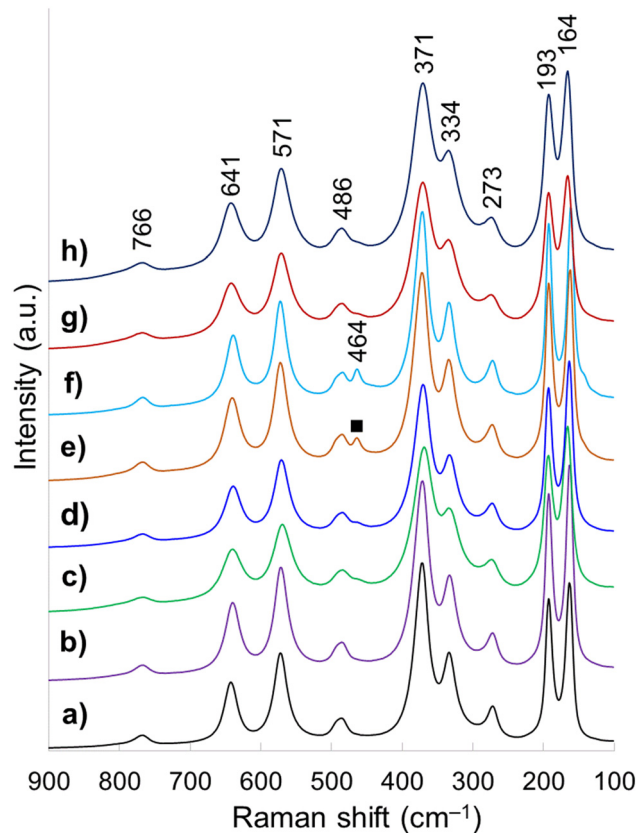 371
164
193
334
571
641
486
273
766
h)
g)
464
f)
e)
d)
c)
b)
a)
Intensity (a.u.)
900 800 700 600 500 400 300 200 100
Raman shift (cm⁻¹)